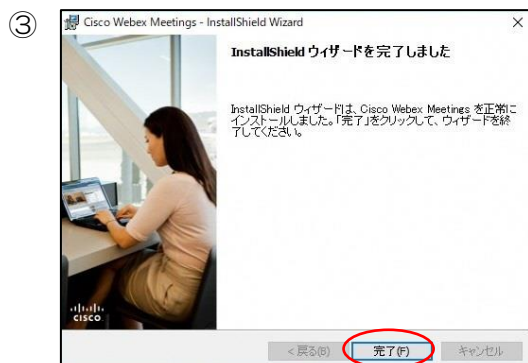 ③
Cisco Webex Meetings - InstallShield Wizard
InstallShield ウィザードを完了しました
InstallShield ウィザードは、Cisco Webex Meetings を正常に
インストールしました。「完了」をクリックして、ウィザードを終
了してください。
CISCO
< 戻る(B) 完了(F) キャンセル